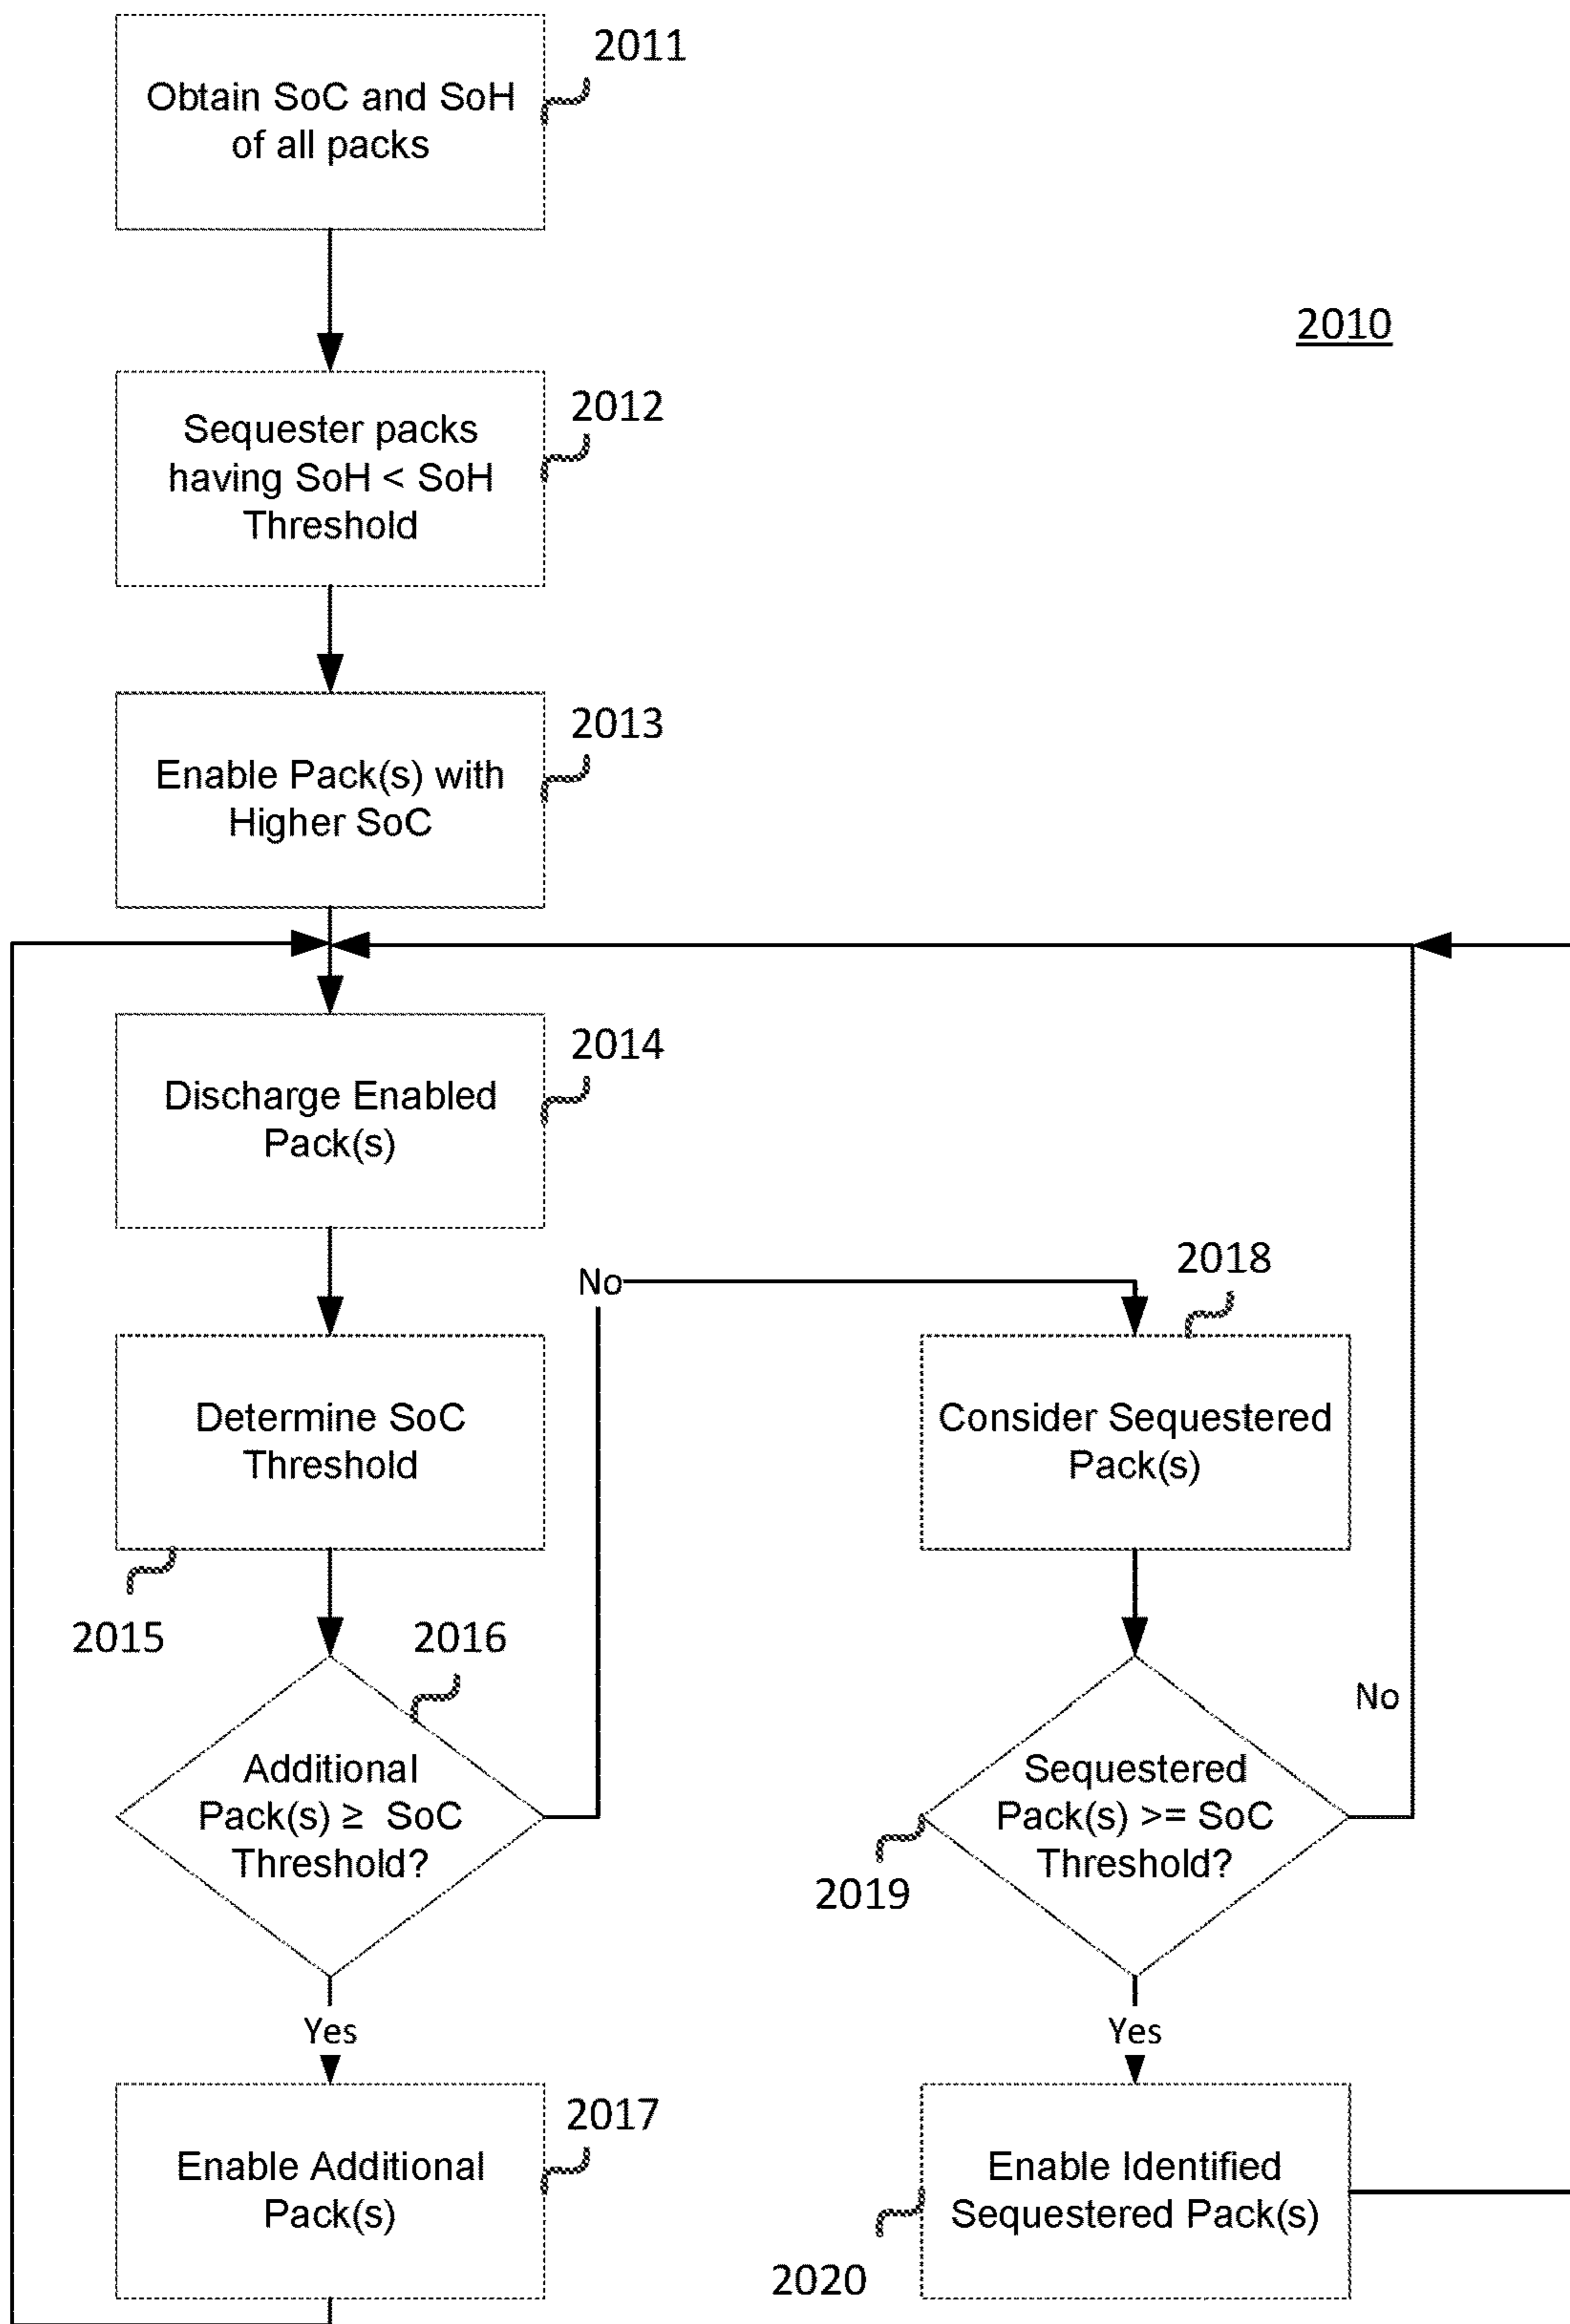 2011
Obtain SoC and SoH
of all packs
2010
2012
Sequester packs
having SoH < SoH
Threshold
2013
Enable Pack(s) with
Higher SoC
2014
Discharge Enabled
Pack(s)
No
2018
Determine SoC
Threshold
Consider Sequestered
Pack(s)
2015
2016
No
Additional
Pack(s) ≥ SoC
Threshold?
Sequestered
Pack(s) >= SoC
Threshold?
2019
Yes
Yes
2017
Enable Additional
Pack(s)
Enable Identified
Sequestered Pack(s)
2020